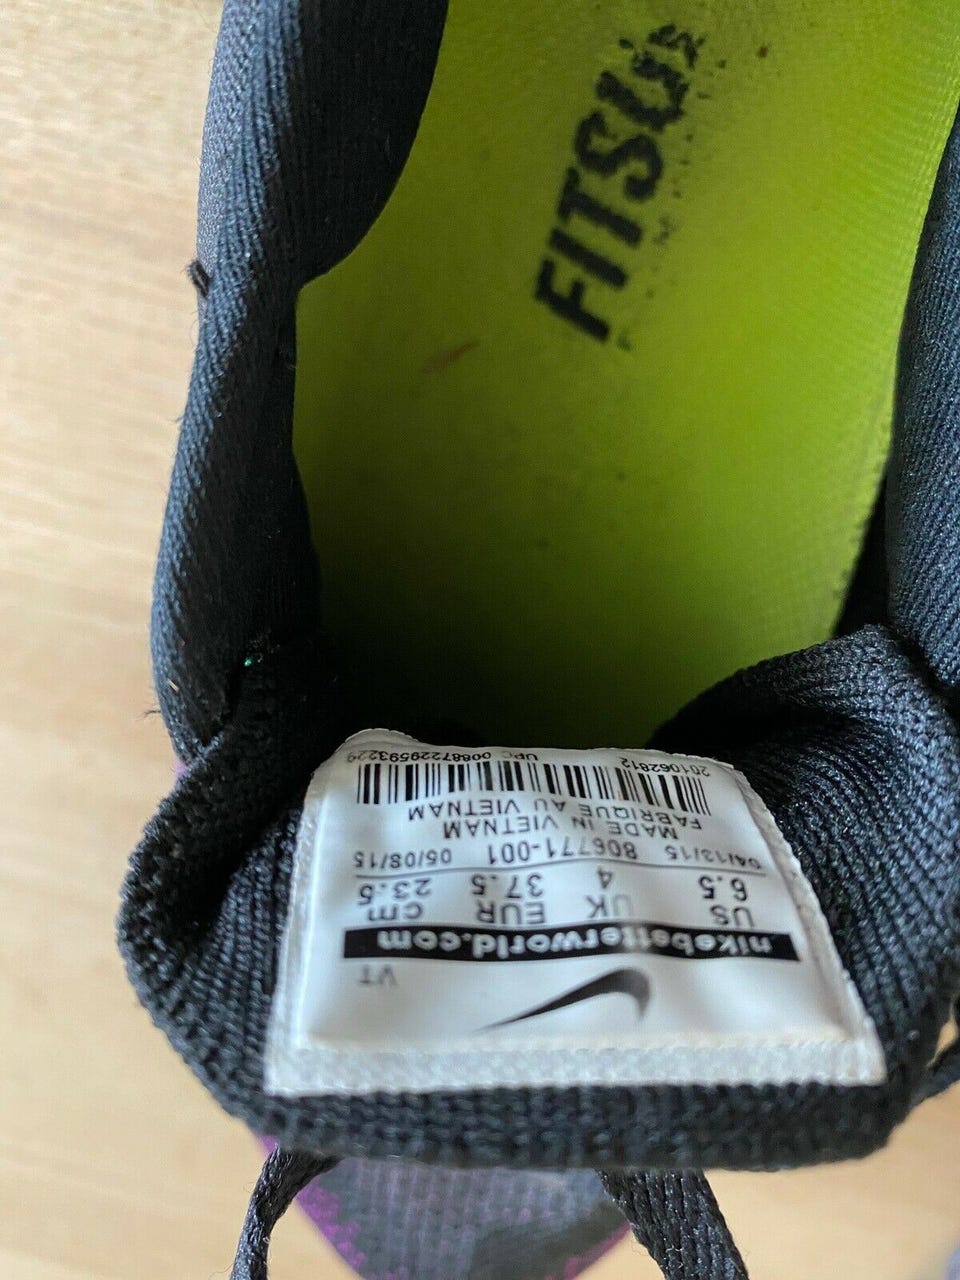 FITSU
VT
nikebetterworld.com
US UK EUR cm
6.5 4 37.5 23.5
04/13/15 806771-001 05/08/15
MADE IN VIETNAM
FABRIQUE AU VIETNAM
201062812 UPC 00887229593229